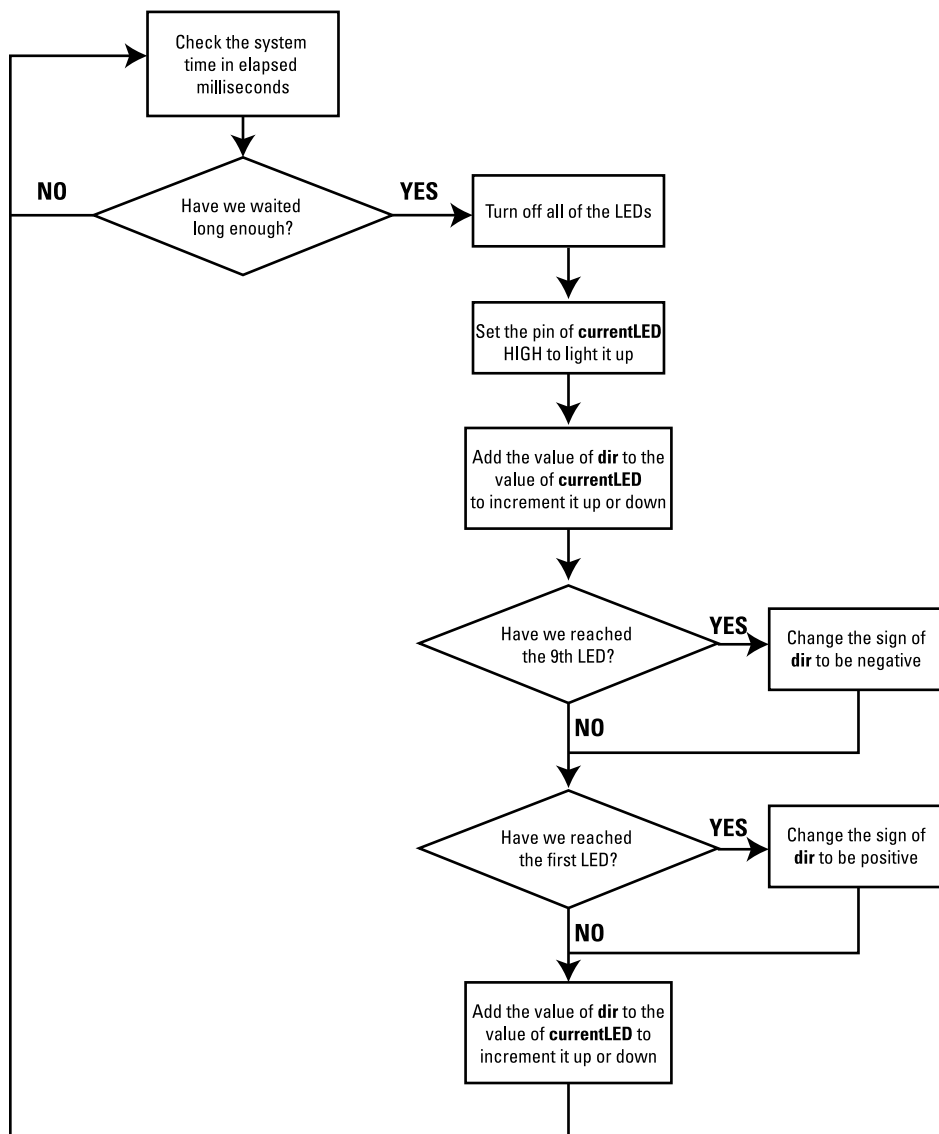 Check the system
time in elapsed
milliseconds
NO
YES
Have we waited
long enough?
Turn off all of the LEDs
Set the pin of currentLED
HIGH to light it up
Add the value of dir to the
value of currentLED
to increment it up or down
Have we reached
the 9th LED?
YES
Change the sign of
dir to be negative
NO
Have we reached
the first LED?
YES
Change the sign of
dir to be positive
NO
Add the value of dir to the
value of currentLED to
increment it up or down